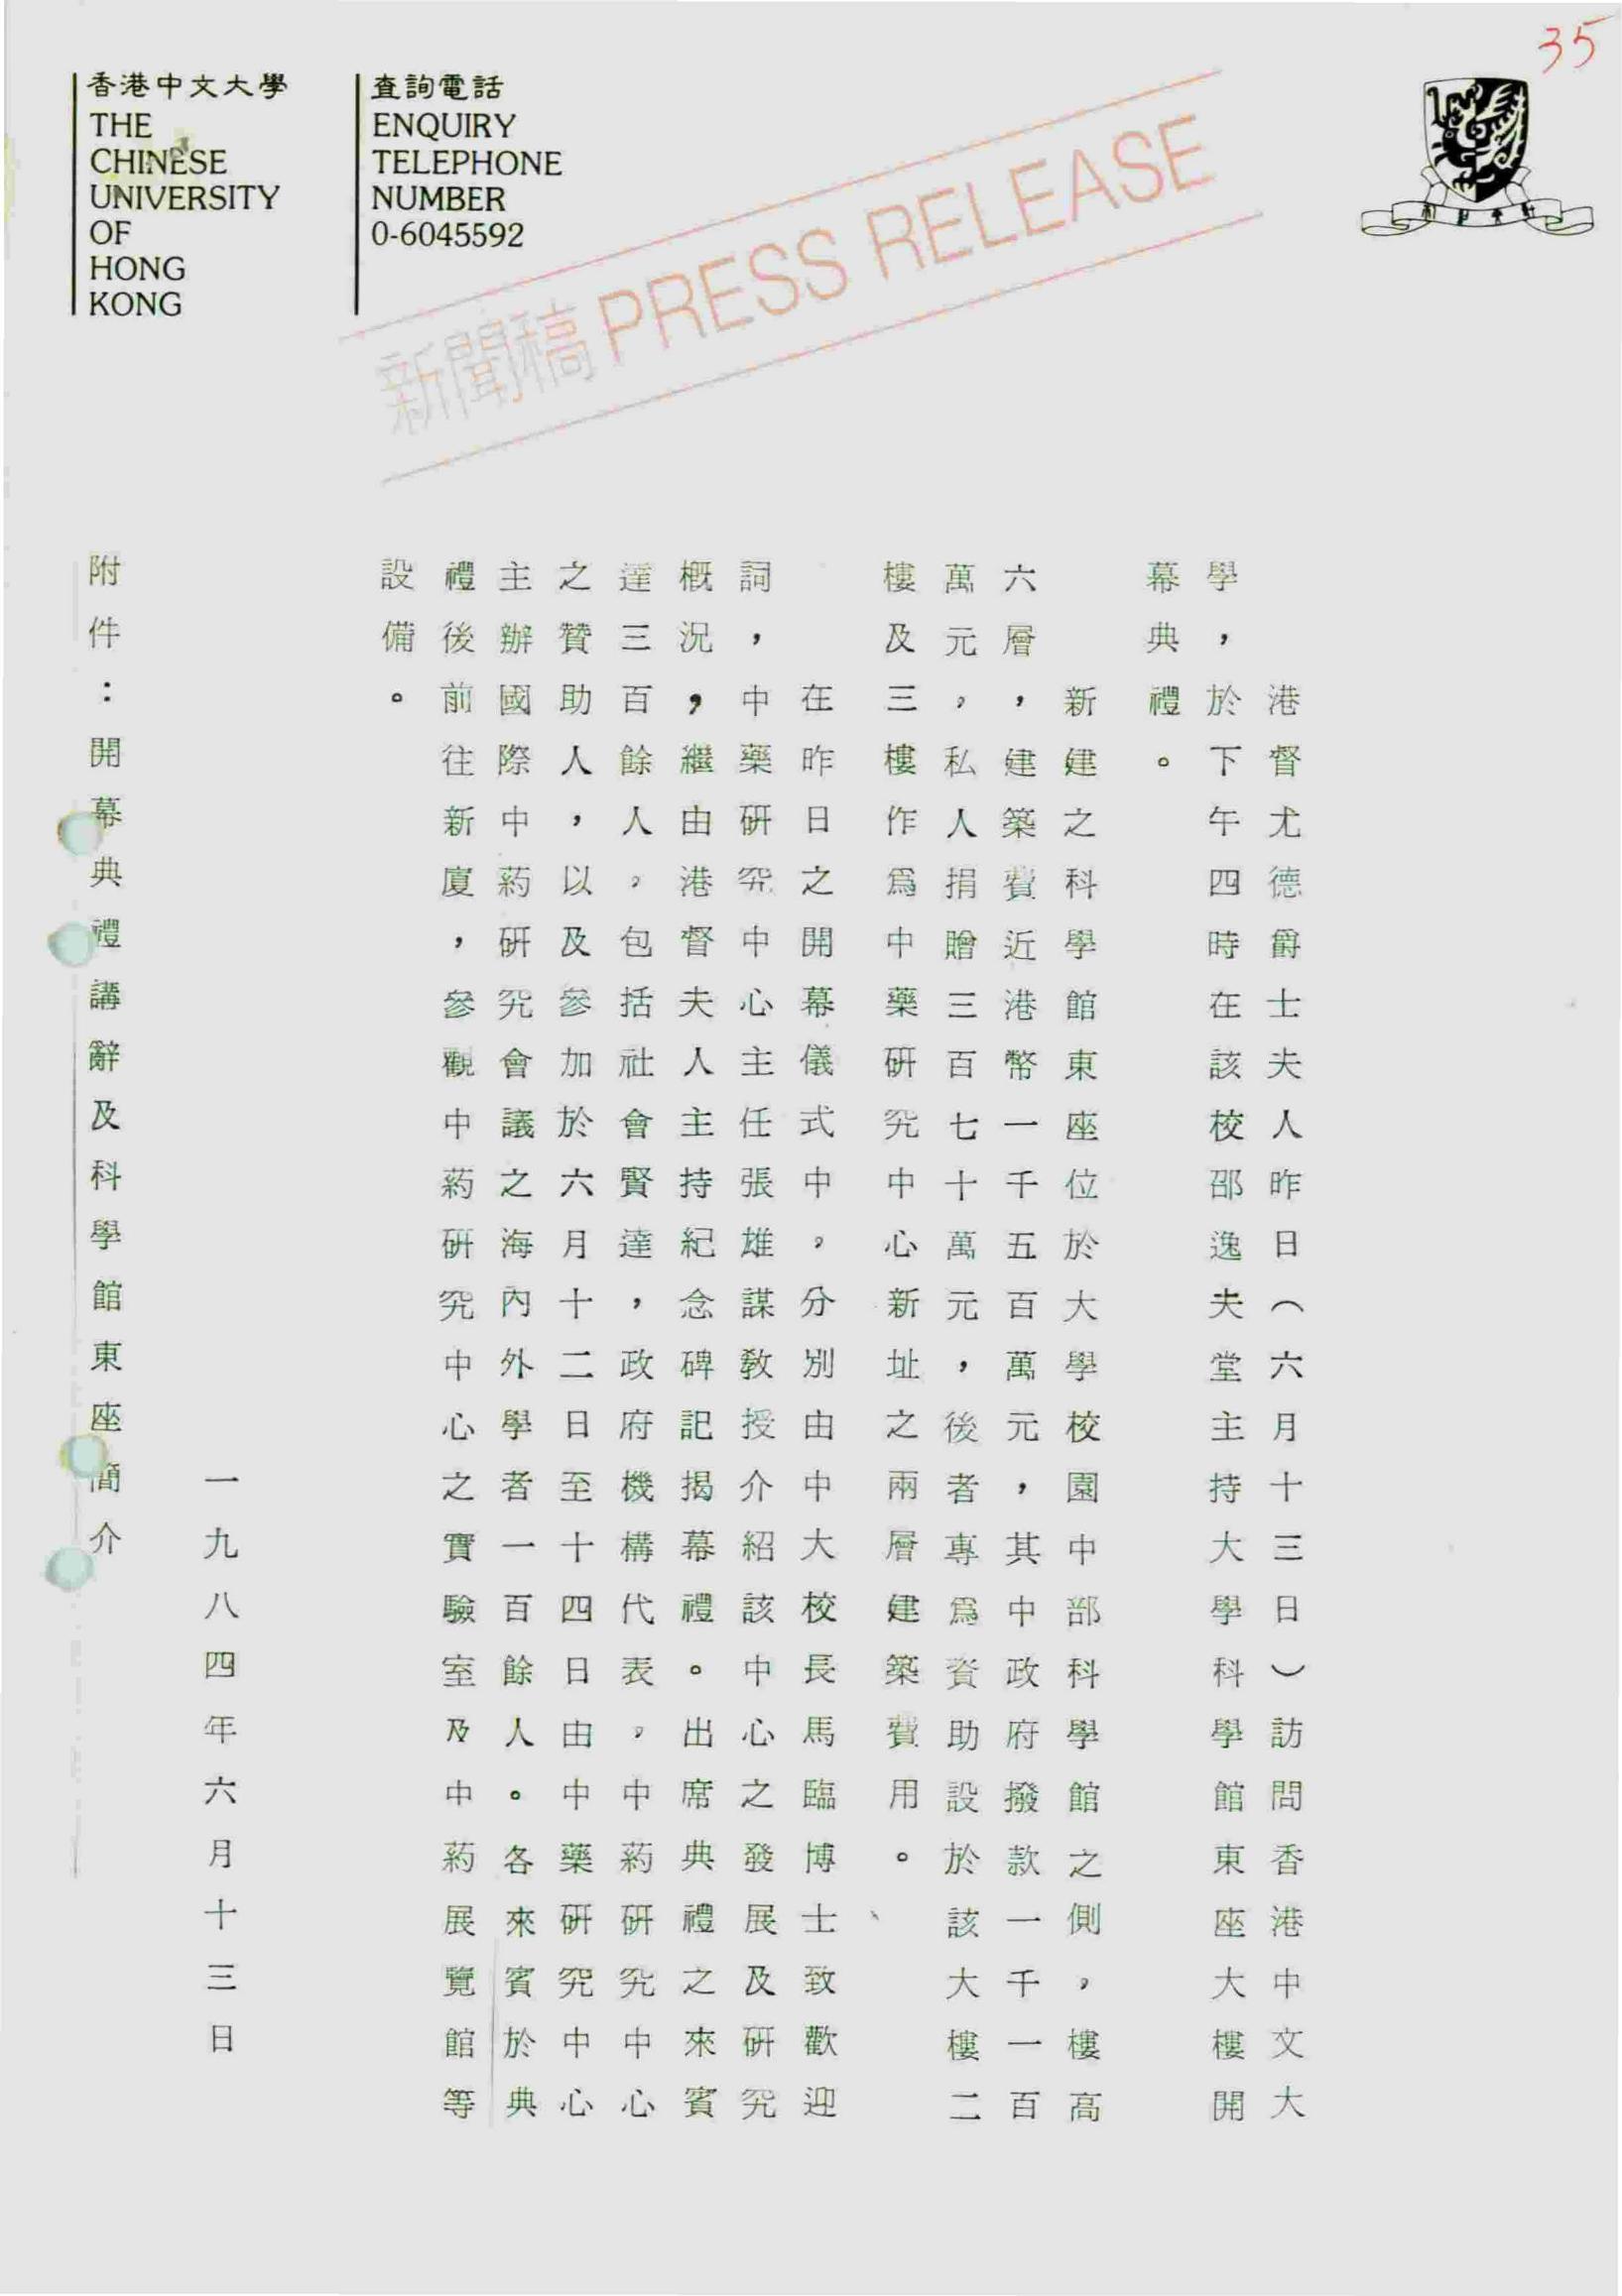 35
香港中文大學
THE
CHINESE
UNIVERSITY
OF
HONG
KONG
查詢電話
ENQUIRY
TELEPHONE
NUMBER
0-6045592
新聞稿 PRESS RELEASE
港督尤德爵士夫人昨日（六月十三日）訪問香港中文大
學，於下午四時在該校邵逸夫堂主持大學科學館東座大樓開
幕典禮。
新建之科學館東座位於大學校園中部科學館之側，樓高
六層，建築費近港幣一千五百萬元，其中政府撥款一千一百
萬元，私人捐贈三百七十萬元，後者專爲資助設於該大樓二
樓及三樓作爲中藥硏究中心新址之兩層建築費用。
在昨日之開幕儀式中，分別由中大校長馬臨博士致歡迎
詞，中藥硏究中心主任張雄謀敎授介紹該中心之發展及硏究
槪況，繼由港督夫人主持紀念碑記揭幕禮。出席典禮之來賓
達三百餘人，包括社會賢達，政府機構代表，中葯硏究中心
之贊助人，以及參加於六月十二日至十四日由中藥硏究中心
主辦國際中葯硏究會議之海內外學者一百餘人。各來賓於典
禮後前往新廈，參觀中葯硏究中心之實驗室及中葯展覽館等
設備。
一九八四年六月十三日
附件：開幕典禮講辭及科學館東座簡介